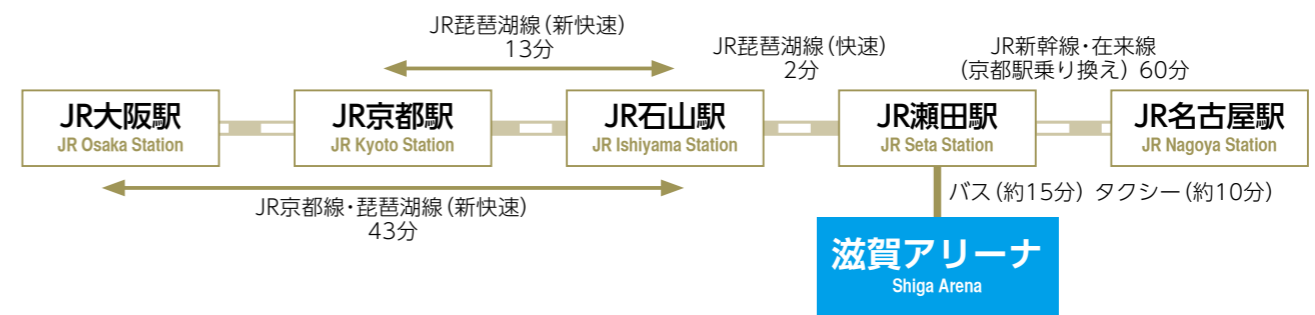 JR琵琶湖線(新快速)
13分
JR琵琶湖線(快速)
2分
JR新幹線・在来線
(京都駅乗り換え) 60分
JR大阪駅
JR Osaka Station
JR京都駅
JR Kyoto Station
JR石山駅
JR Ishiyama Station
JR瀬田駅
JR Seta Station
JR名古屋駅
JR Nagoya Station
JR京都線・琵琶湖線(新快速)
43分
バス(約15分) タクシー(約10分)
滋賀アリーナ
Shiga Arena